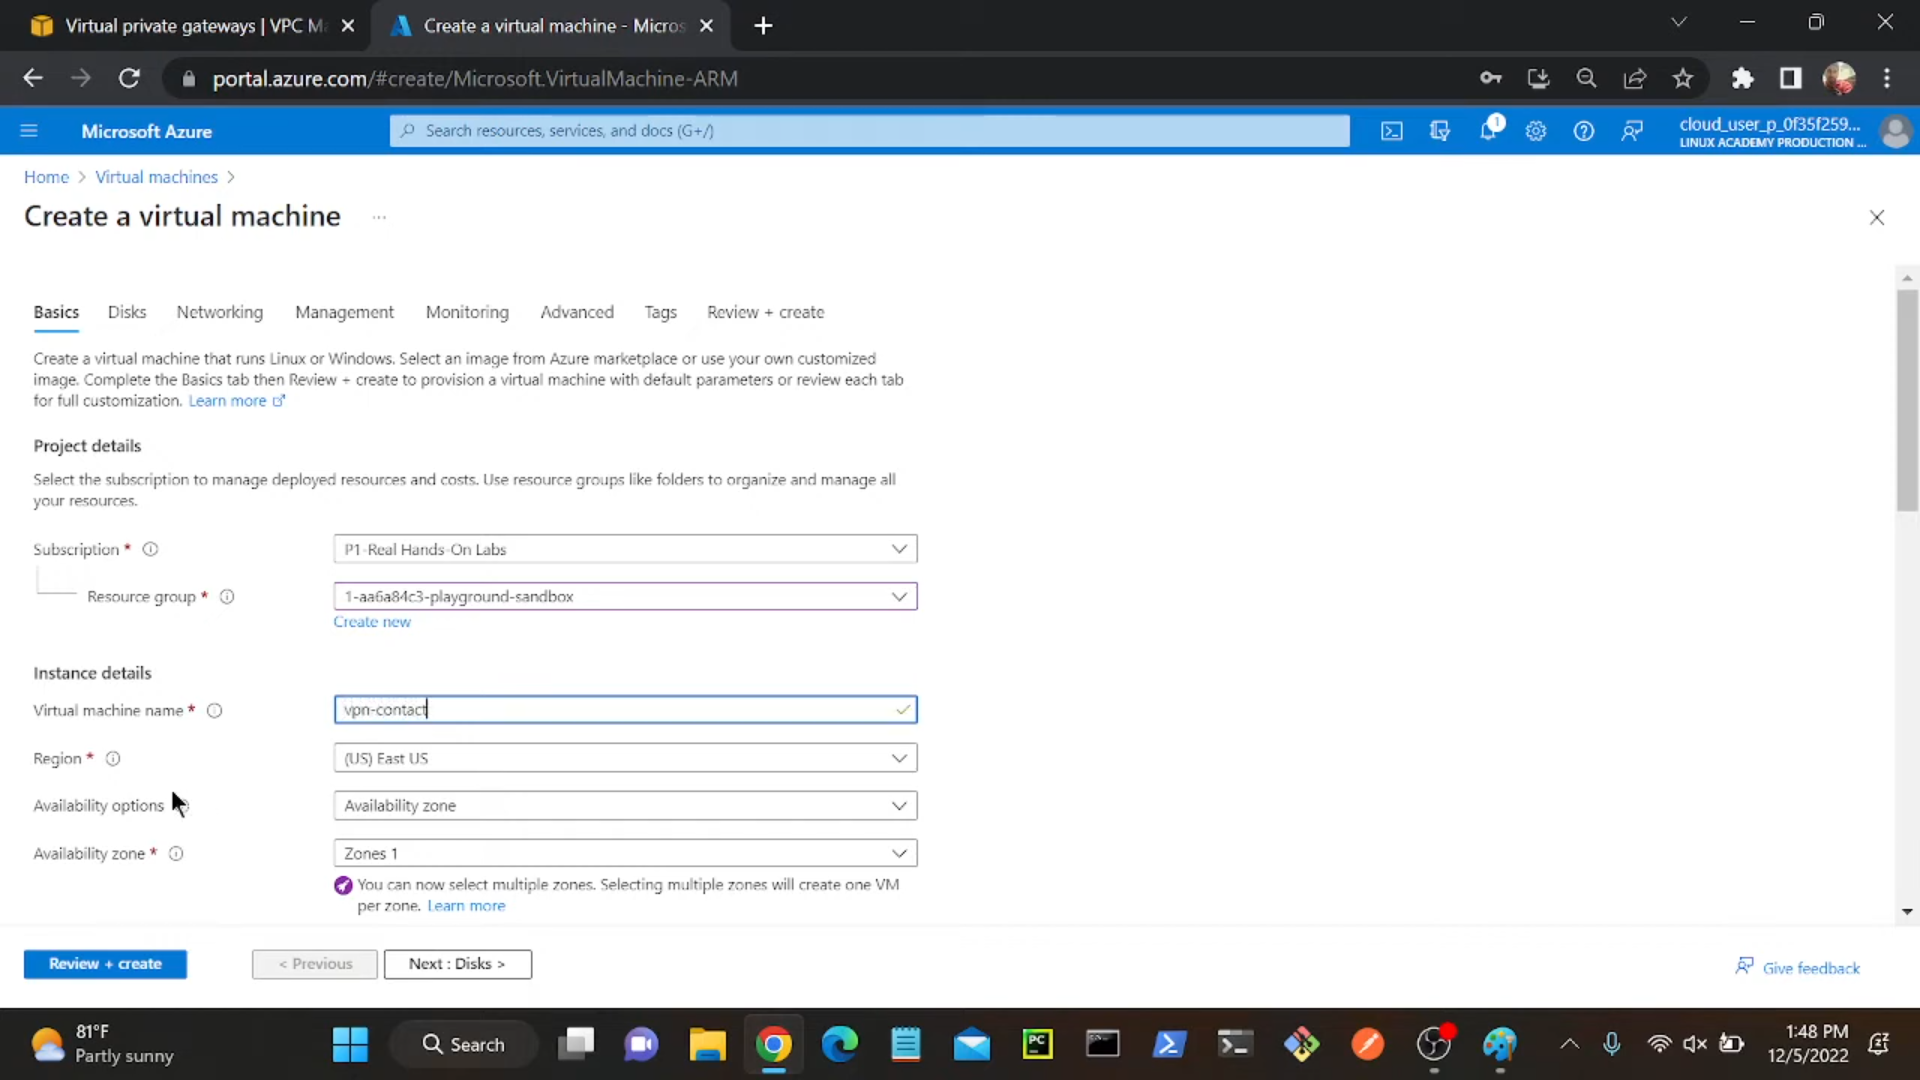 Virtual private gateways | VPC M
Create a virtual machine - Micros
portal.azure.com/#create/Microsoft.VirtualMachine-ARM
Microsoft Azure
Search resources, services, and docs (G+/)
1
cloud_user_p_0f35f259...
LINUX ACADEMY PRODUCTION ...
Home > Virtual machines >
Create a virtual machine ...
Basics Disks Networking Management Monitoring Advanced Tags Review + create
Create a virtual machine that runs Linux or Windows. Select an image from Azure marketplace or use your own customized
image. Complete the Basics tab then Review + create to provision a virtual machine with default parameters or review each tab
for full customization. Learn more
Project details
Select the subscription to manage deployed resources and costs. Use resource groups like folders to organize and manage all
your resources.
Subscription * P1-Real Hands-On Labs
Resource group * 1-aa6a84c3-playground-sandbox
Create new
Instance details
Virtual machine name * vpn-contact
Region * (US) East US
Availability options Availability zone
Availability zone * Zones 1
You can now select multiple zones. Selecting multiple zones will create one VM
per zone. Learn more
Review + create < Previous Next : Disks >
Give feedback
81°F
Partly sunny
Search
PC
1:48 PM
12/5/2022